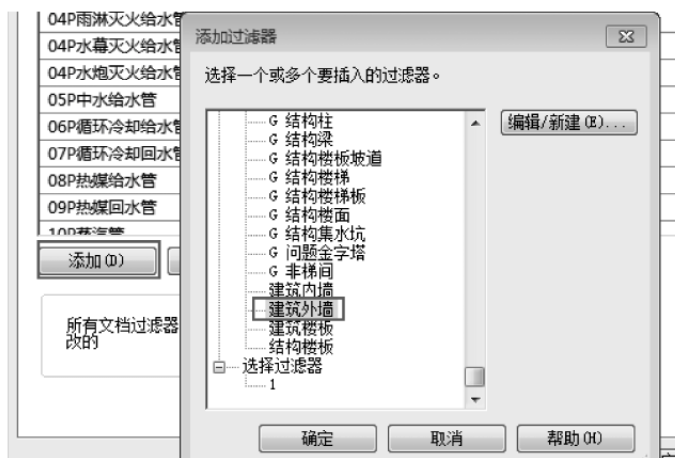 04P雨淋灭火给水管
04P水幕灭火给水管
04P水炮灭火给水管
05P中水给水管
06P循环冷却给水管
07P循环冷却回水管
08P热媒给水管
09P热媒回水管
10P蒸汽管
添加(D)
所有文档过滤器
改的
添加过滤器
选择一个或多个要插入的过滤器。
G 结构柱
G 结构梁
G 结构楼板坡道
G 结构楼梯
G 结构楼梯板
G 结构楼面
G 结构集水坑
G 问题金字塔
G 非梯间
建筑内墙
建筑外墙
建筑楼板
结构楼板
选择过滤器
1
编辑/新建(E)...
确定
取消
帮助(H)